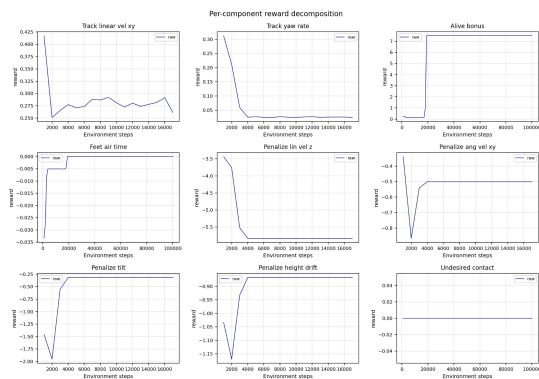 Per-component reward decomposition
Track linear vel xy
Track yaw rate
Alive bonus
0.425
0.400
0.375
0.350
0.325
0.300
0.275
0.250
reward
raw
2000 4000 6000 8000 10000 12000 14000 16000
Environment steps
0.30
0.25
0.20
0.15
0.10
0.05
reward
raw
2000 4000 6000 8000 10000 12000 14000 16000
Environment steps
7
6
5
4
3
2
1
0
reward
raw
0 20000 40000 60000 80000 100000
Environment steps
Feet air time
Penalize lin vel z
Penalize ang vel xy
0.000
−0.005
−0.010
−0.015
−0.020
−0.025
−0.030
−0.035
reward
raw
0 20000 40000 60000 80000 100000
Environment steps
−3.5
−4.0
−4.5
−5.0
−5.5
reward
raw
2000 4000 6000 8000 10000 12000 14000 16000
Environment steps
−0.4
−0.5
−0.6
−0.7
−0.8
reward
raw
2000 4000 6000 8000 10000 12000 14000 16000
Environment steps
Penalize tilt
Penalize height drift
Undesired contact
−0.25
−0.50
−0.75
−1.00
−1.25
−1.50
−1.75
−2.00
reward
raw
2000 4000 6000 8000 10000 12000 14000 16000
Environment steps
−0.90
−0.95
−1.00
−1.05
−1.10
−1.15
reward
raw
2000 4000 6000 8000 10000 12000 14000 16000
Environment steps
0.04
0.02
0.00
−0.02
−0.04
reward
raw
0 20000 40000 60000 80000 100000
Environment steps